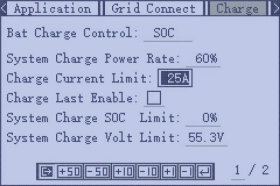 < Application Grid Connect Charge >
Bat Charge Control: SOC
System Charge Power Rate: 60%
Charge Current Limit: 25A
Charge Last Enable:
System Charge SOC Limit: 0%
System Charge Volt Limit: 55.3V
+50 -50 +10 -10 +1 -1 1 / 2